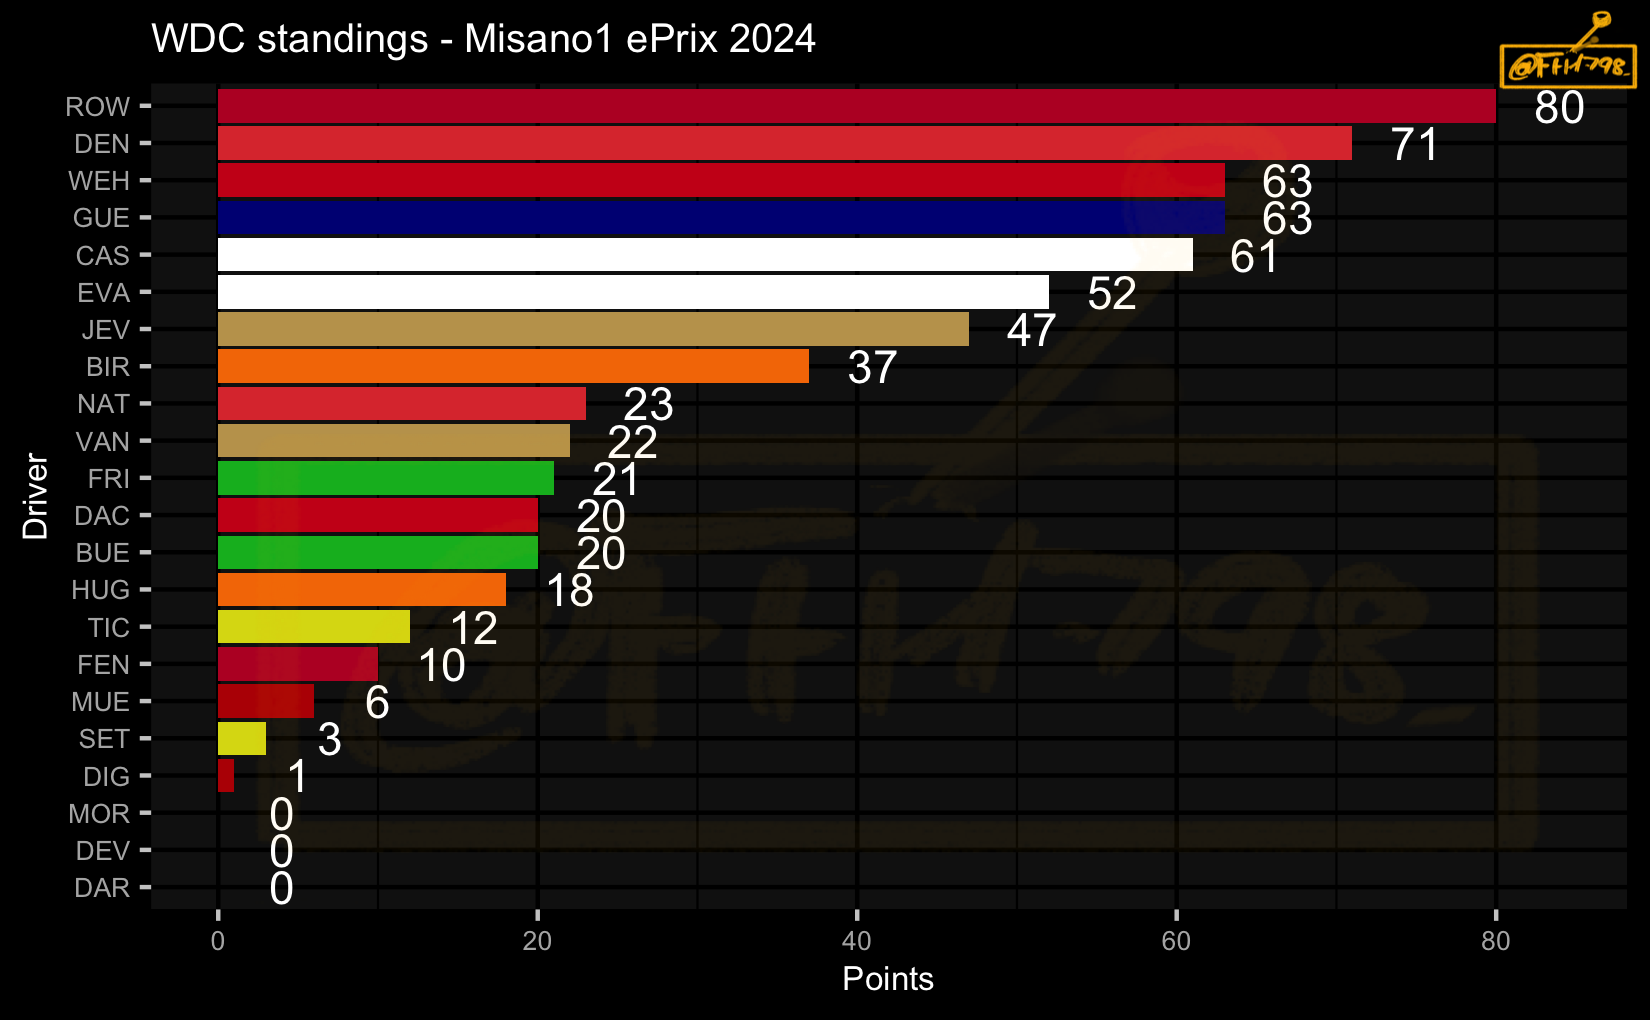 WDC standings - Misano1 ePrix 2024
@FFH798_
ROW 80
DEN 71
WEH 63
GUE 63
CAS 61
EVA 52
JEV 47
BIR 37
NAT 23
VAN 22
FRI 21
DAC 20
BUE 20
HUG 18
TIC 12
FEN 10
MUE 6
SET 3
DIG 1
MOR 0
DEV 0
DAR 0
Driver
0 20 40 60 80
Points